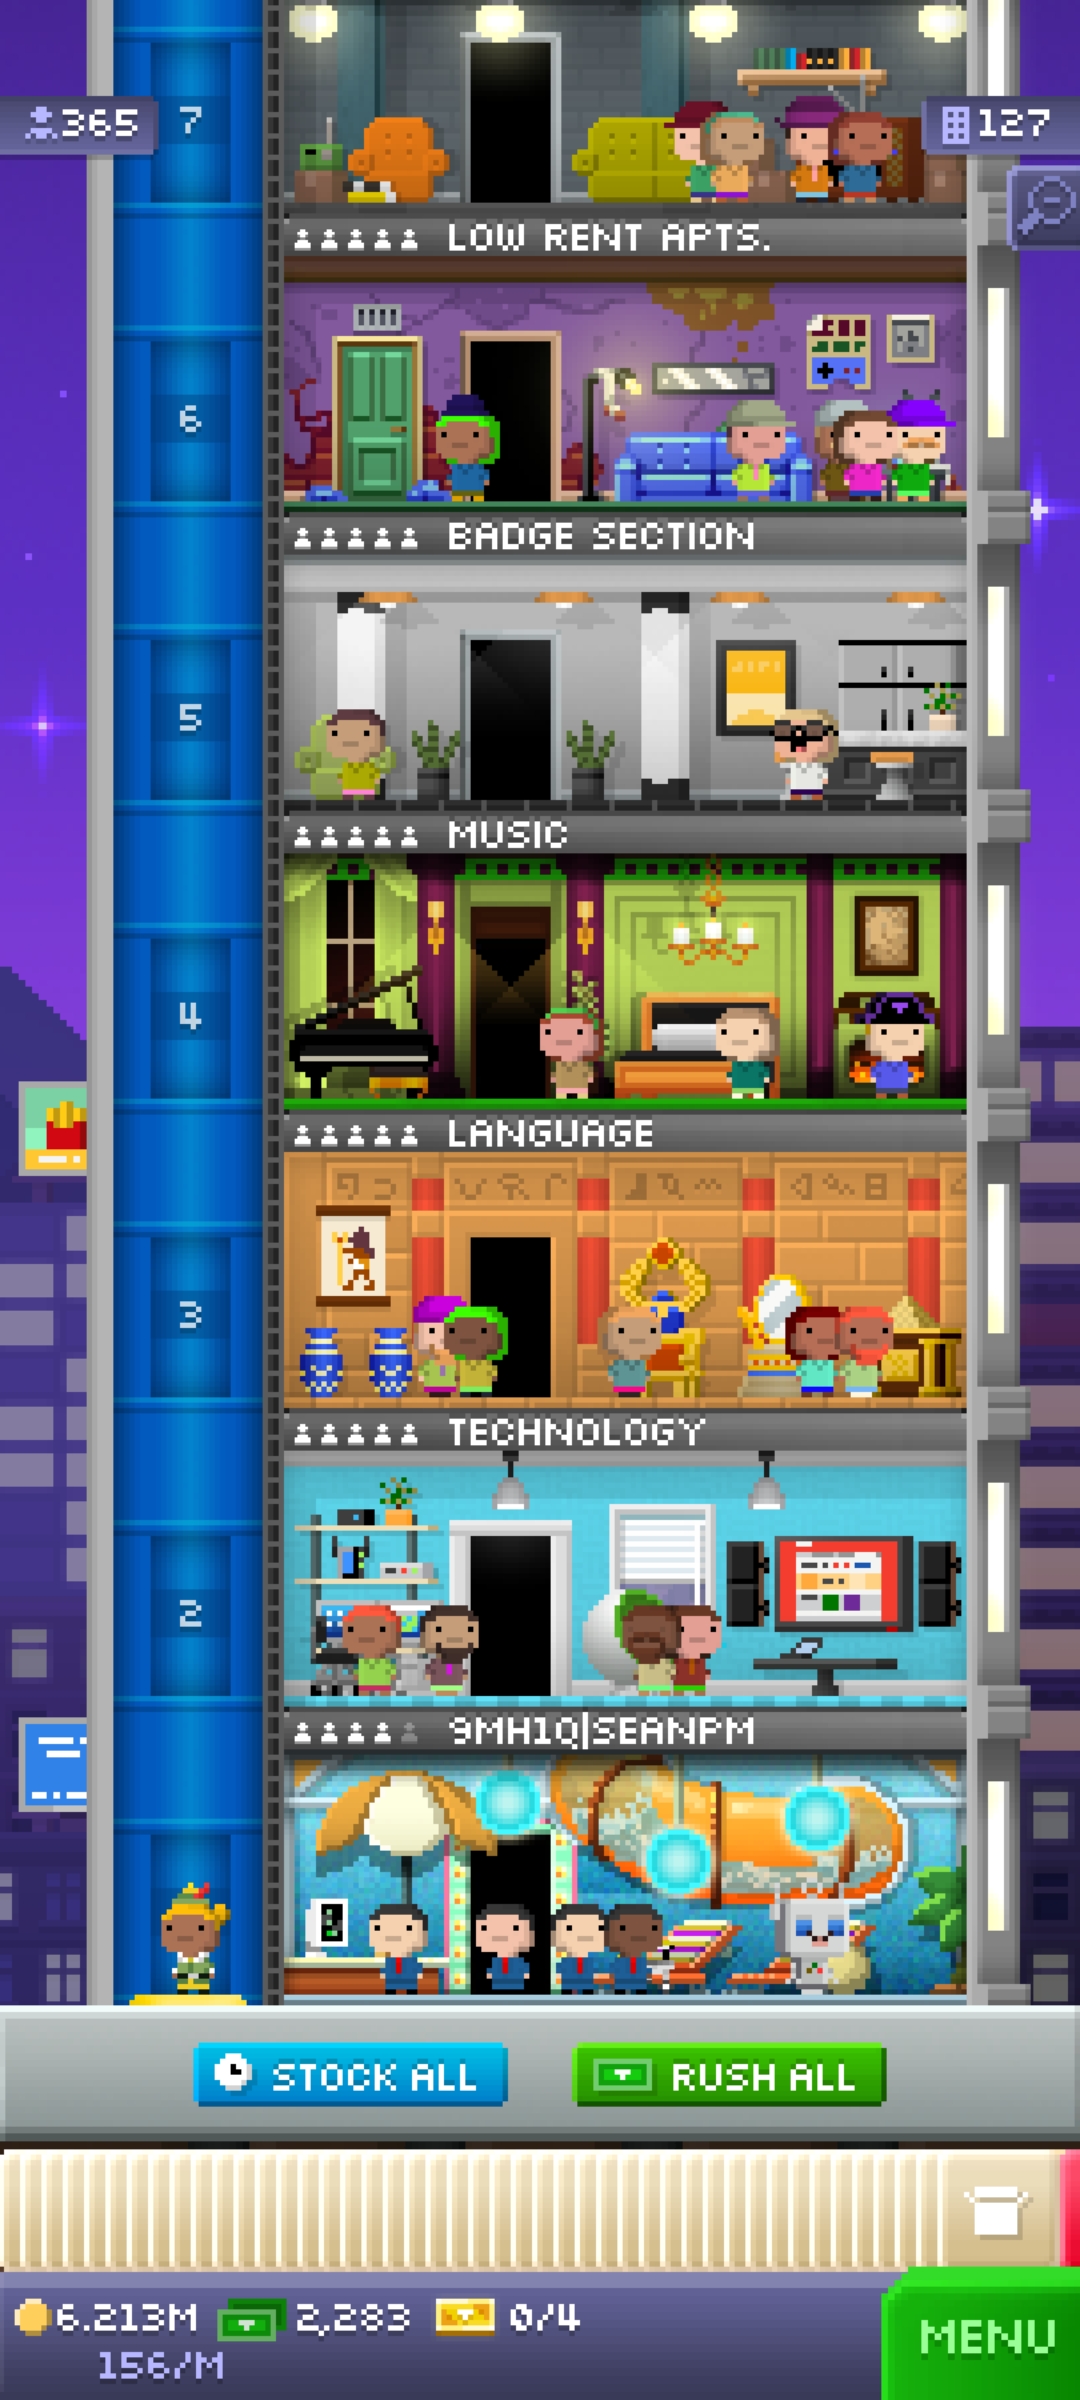 365
7
127
LOW RENT APTS.
6
BADGE SECTION
5
MUSIC
4
LANGUAGE
3
TECHNOLOGY
2
9MH1Q|SEANPM
STOCK ALL
RUSH ALL
6.213M
2,283
0/4
156/M
MENU